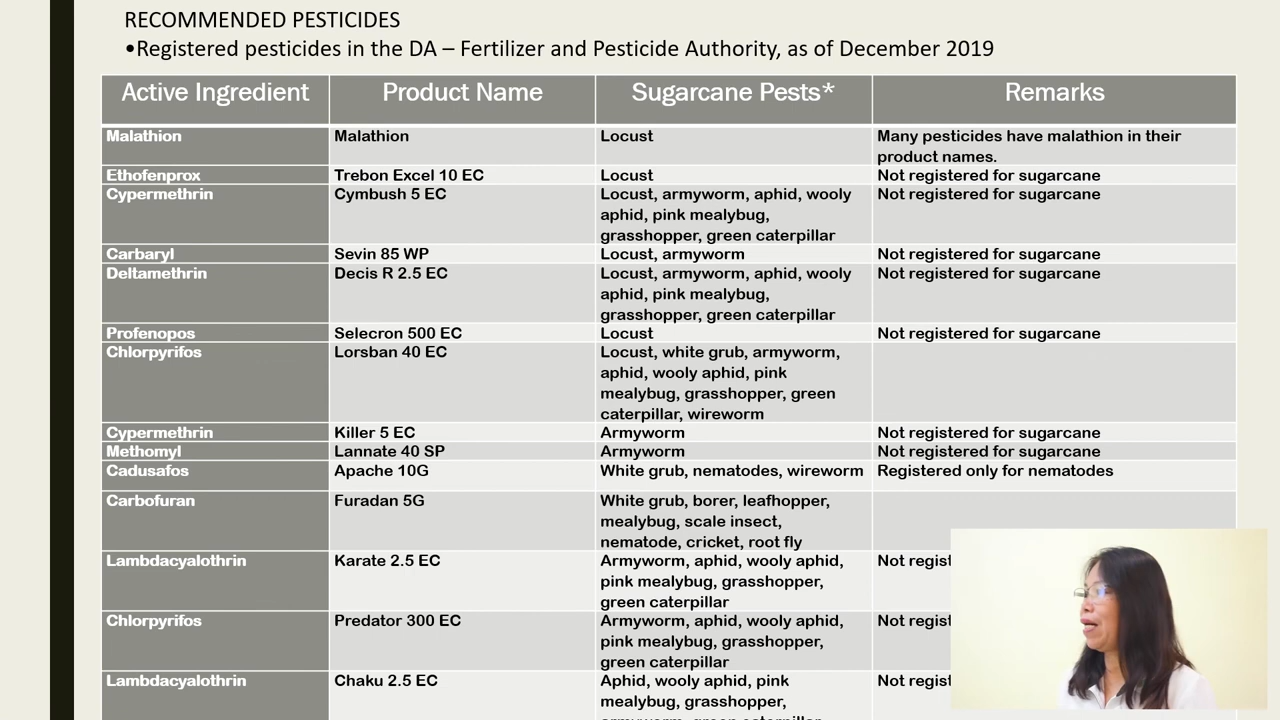 RECOMMENDED PESTICIDES
•Registered pesticides in the DA – Fertilizer and Pesticide Authority, as of December 2019
Active Ingredient Product Name Sugarcane Pests* Remarks
Malathion Malathion Locust Many pesticides have malathion in their
product names.
Ethofenprox Trebon Excel 10 EC Locust Not registered for sugarcane
Cypermethrin Cymbush 5 EC Locust, armyworm, aphid, wooly Not registered for sugarcane
aphid, pink mealybug,
grasshopper, green caterpillar
Carbaryl Sevin 85 WP Locust, armyworm Not registered for sugarcane
Deltamethrin Decis R 2.5 EC Locust, armyworm, aphid, wooly Not registered for sugarcane
aphid, pink mealybug,
grasshopper, green caterpillar
Profenopos Selecron 500 EC Locust Not registered for sugarcane
Chlorpyrifos Lorsban 40 EC Locust, white grub, armyworm,
aphid, wooly aphid, pink
mealybug, grasshopper, green
caterpillar, wireworm
Cypermethrin Killer 5 EC Armyworm Not registered for sugarcane
Methomyl Lannate 40 SP Armyworm Not registered for sugarcane
Cadusafos Apache 10G White grub, nematodes, wireworm Registered only for nematodes
Carbofuran Furadan 5G White grub, borer, leafhopper,
mealybug, scale insect,
nematode, cricket, root fly
Lambdacyalothrin Karate 2.5 EC Armyworm, aphid, wooly aphid, Not regist
pink mealybug, grasshopper,
green caterpillar
Chlorpyrifos Predator 300 EC Armyworm, aphid, wooly aphid, Not regist
pink mealybug, grasshopper,
green caterpillar
Lambdacyalothrin Chaku 2.5 EC Aphid, wooly aphid, pink Not regist
mealybug, grasshopper,